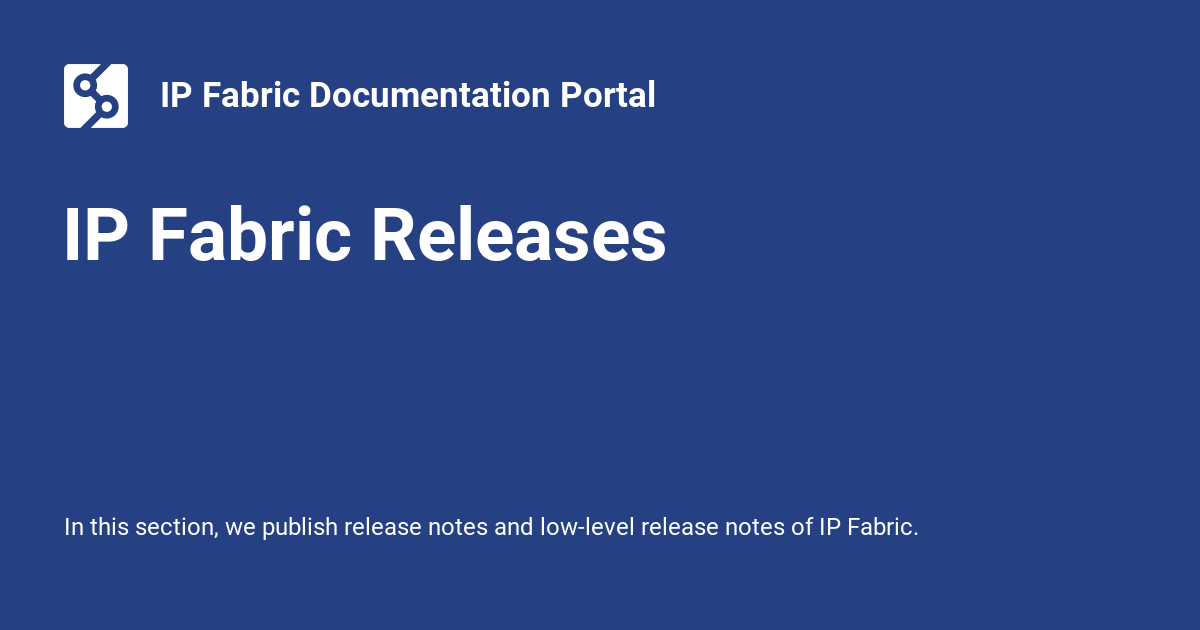 IP Fabric Documentation Portal
IP Fabric Releases
In this section, we publish release notes and low-level release notes of IP Fabric.